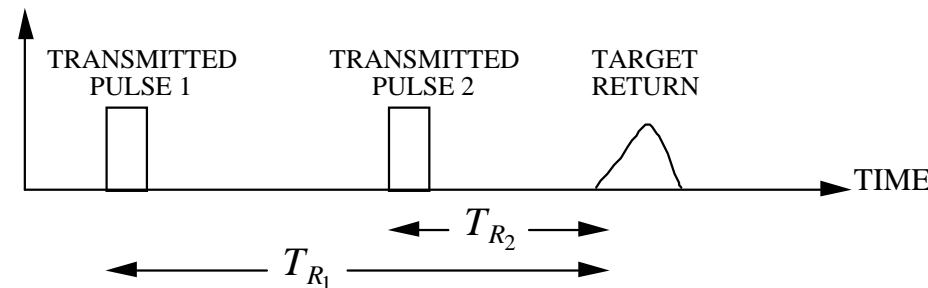 TRANSMITTED
PULSE 1
TRANSMITTED
PULSE 2
TARGET
RETURN
TIME
T_{R_2}
T_{R_1}